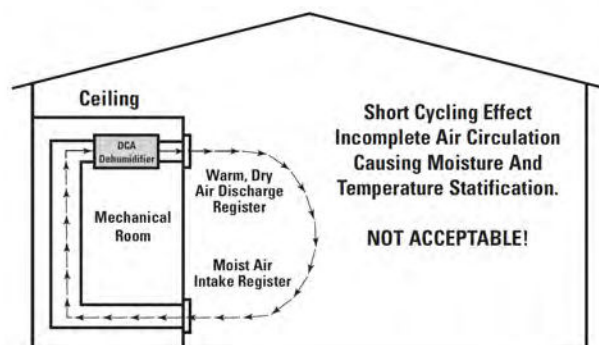 Ceiling
DCA
Dehumidifier
Mechanical
Room
Warm, Dry
Air Discharge
Register
Moist Air
Intake Register
Short Cycling Effect
Incomplete Air Circulation
Causing Moisture And
Temperature Statification.
NOT ACCEPTABLE!